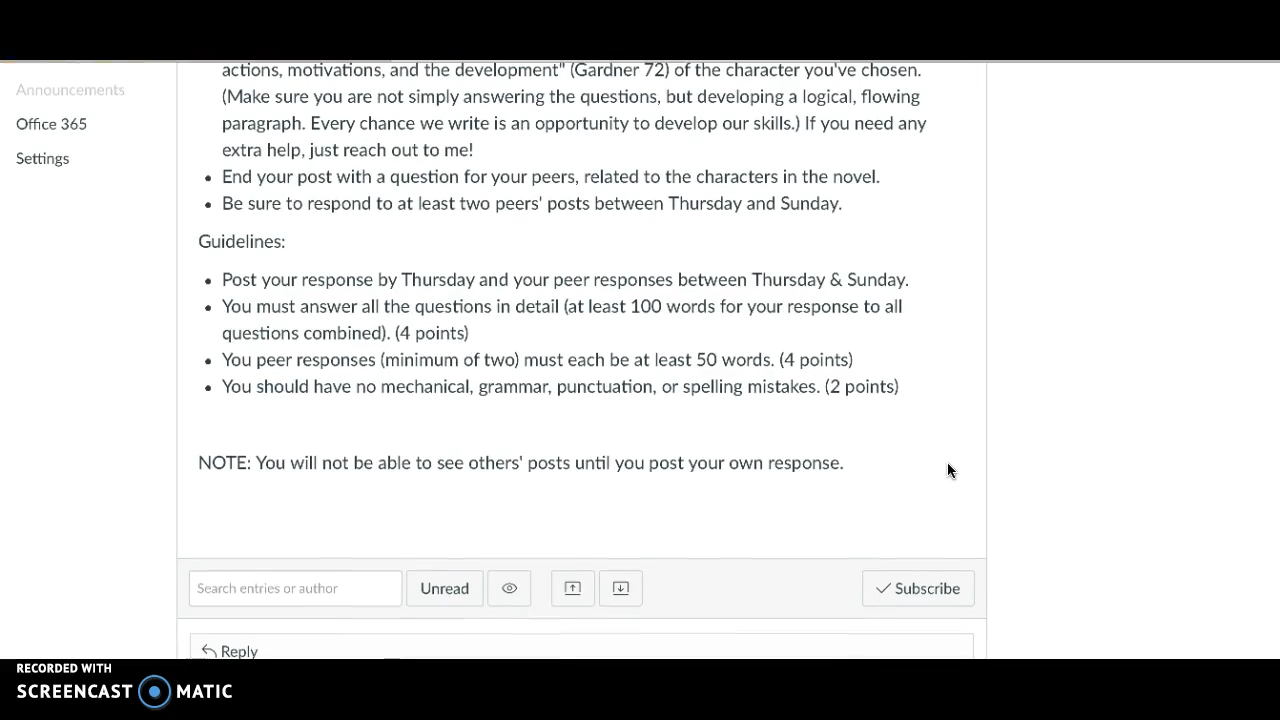 actions, motivations, and the development" (Gardner 72) of the character you've chosen.
(Make sure you are not simply answering the questions, but developing a logical, flowing
paragraph. Every chance we write is an opportunity to develop our skills.) If you need any
extra help, just reach out to me!
• End your post with a question for your peers, related to the characters in the novel.
• Be sure to respond to at least two peers' posts between Thursday and Sunday.
Guidelines:
• Post your response by Thursday and your peer responses between Thursday & Sunday.
• You must answer all the questions in detail (at least 100 words for your response to all
questions combined). (4 points)
• You peer responses (minimum of two) must each be at least 50 words. (4 points)
• You should have no mechanical, grammar, punctuation, or spelling mistakes. (2 points)
NOTE: You will not be able to see others' posts until you post your own response.
Announcements
Office 365
Settings
Search entries or author
Unread
Subscribe
Reply
RECORDED WITH
SCREENCAST MATIC